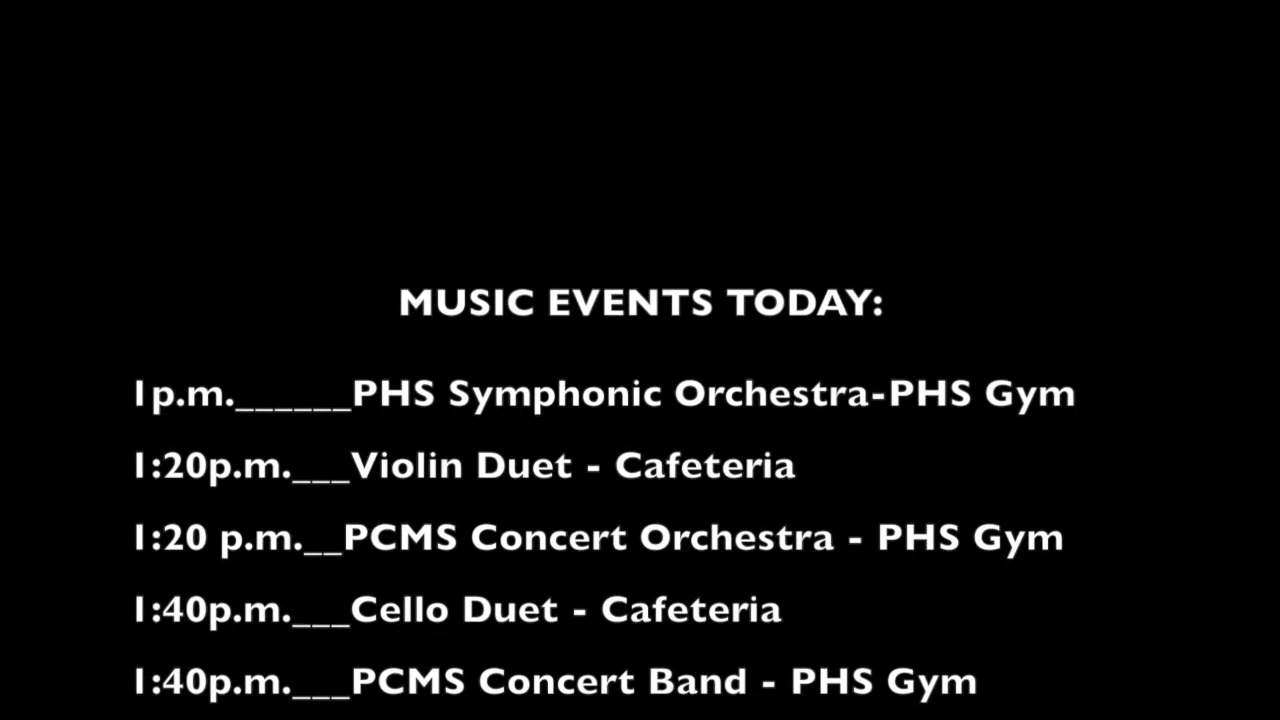 MUSIC EVENTS TODAY:
1p.m.______PHS Symphonic Orchestra-PHS Gym
1:20p.m.___Violin Duet - Cafeteria
1:20 p.m.__PCMS Concert Orchestra - PHS Gym
1:40p.m.___Cello Duet - Cafeteria
1:40p.m.___PCMS Concert Band - PHS Gym